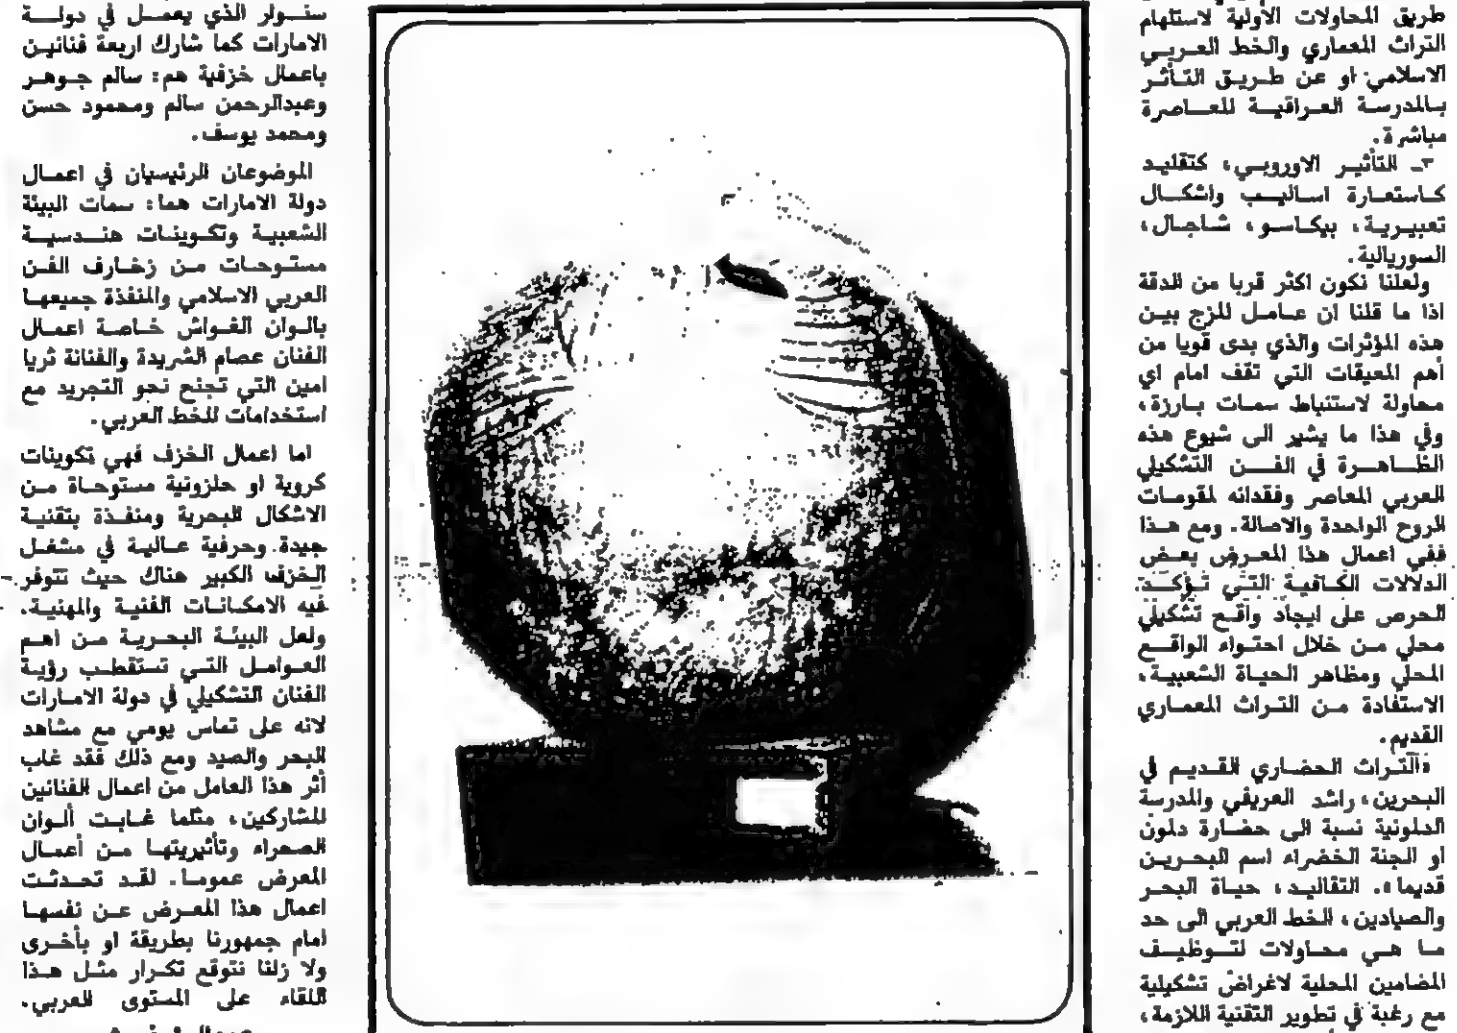 طريق المحاولات الأولية لاستلهام
التراث المعماري والخط العربي
الاسلامي او عن طريق التأثر
بالمدرسة العراقية المعاصرة
مباشرة.
٣ـ التأثير الاوروبي، كتقليد
كاستعارة اساليب واشكال
تعبيرية، بيكاسو، شاجال،
السوريالية.
ولعلنا نكون اكثر قربا من الدقة
اذا ما قلنا ان عامل المزج بين
هذه المؤثرات والذي بدى قويا من
أهم المعيقات التي تقف امام اي
محاولة لاستنباط سمات بارزة،
وفي هذا ما يشير الى شيوع هذه
الظاهرة في الفن التشكيلي
العربي المعاصر وفقدانه لمقومات
الروح الواحدة والاصالة. ومع هذا
ففي اعمال هذا المعرض بعض
الدلالات الكافية التي تؤكد
الحرص على ايجاد واقع تشكيلي
محلي من خلال احتواء الواقع
المحلي ومظاهر الحياة الشعبية،
الاستفادة من التراث المعماري
القديم.
«التراث الحضاري القديم في
البحرين، راشد العريفي والمدرسة
الدلونية نسبة الى حضارة دلون
او الجنة الخضراء اسم البحرين
قديما». التقاليد، حياة البحر
والصيادين، الخط العربي الى حد
ما هي محاولات لتوظيف
المضامين المحلية لاغراض تشكيلية
مع رغبة في تطوير التقنية اللازمة،
سنور الذي يعمل في دولة
الامارات كما شارك اربعة فنانين
باعمال خزفية هم: سالم جوهر
وعبدالرحمن سالم ومحمود حسن
ومحمد يوسف.
الموضوعان الرئيسيان في اعمال
دولة الامارات هما: سمات البيئة
الشعبية وتكوينات هندسية
مستوحات من زخارف الفن
العربي الاسلامي والمنفذة جميعها
بالوان الغواش خاصة اعمال
الفنان عصام الشريدة والفنانة ثريا
امين التي تجنح نحو التجريد مع
استخدامات للخط العربي.
اما اعمال الخزف فهي تكوينات
كروية او حلزونية مستوحاة من
الاشكال البحرية ومنفذة بتقنية
جيدة وحرفية عالية في مشغل
الخزف الكبير هناك حيث تتوفر
فيه الامكانات الفنية والمهنية.
ولعل البيئة البحرية من اهم
العوامل التي تستقطب رؤية
الفنان التشكيلي في دولة الامارات
لانه على تماس يومي مع مشاهد
البحر والصيد ومع ذلك فقد غاب
أثر هذا العامل من اعمال الفنانين
المشاركين، مثلما غابت ألوان
الصحراء وتأثيريتها من أعمال
المعرض عموما. لقد تحدثت
اعمال هذا المعرض عن نفسها
امام جمهورنا بطريقة او بأخرى
ولا زلنا نتوقع تكرار مثل هذا
اللقاء على المستوى العربي.